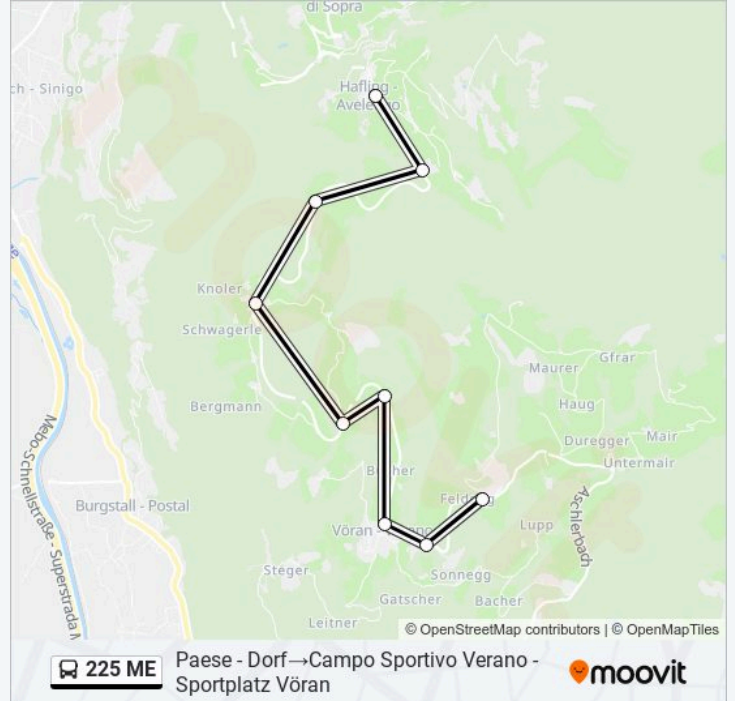 di Sopra
Hafling -
ch - Sinigo
Knoler
Schwagerle
Maurer
Gfrar
Bergmann
Haug
Duregger
Mair
Untermair
Burgstall - Postal
Mebo-Schnellstraße - Superstrada M
Aschlerbach
Lupp
Vöran -
Steger
Sonnegg
Gatscher
Bacher
Leitner
© OpenStreetMap contributors | © OpenMapTiles
225 ME
Paese - Dorf→Campo Sportivo Verano -
Sportplatz Vöran
moovit